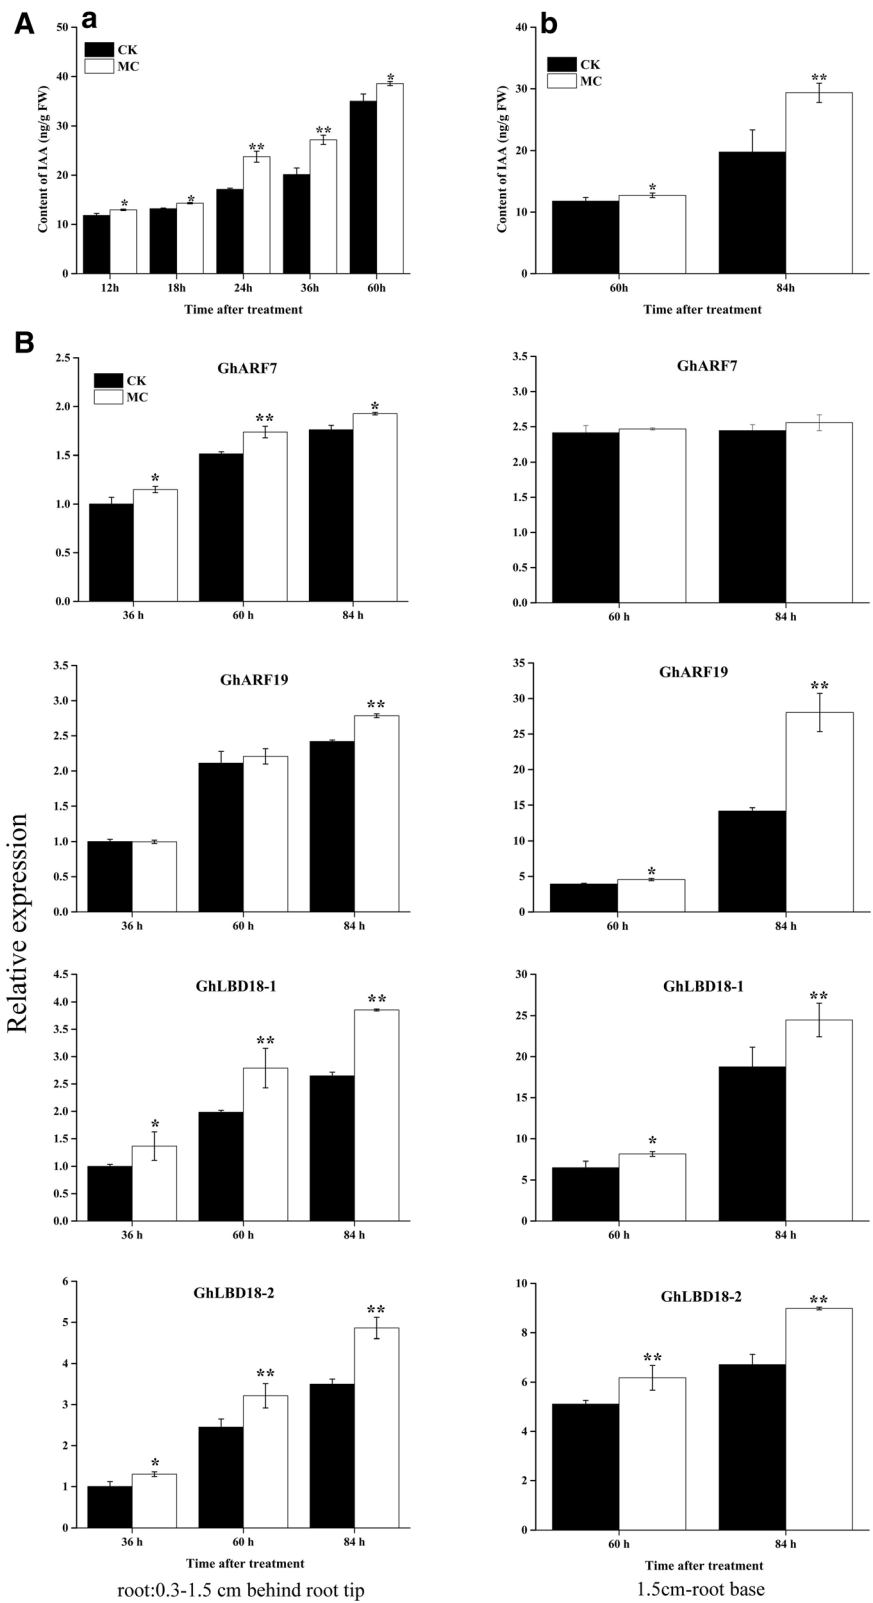 A
a
b
50
40
30
20
10
0
CK
MC
*
*
**
**
*
Content of IAA (ng/g FW)
12h
18h
24h
36h
60h
Time after treatment
40
30
20
10
0
CK
MC
*
**
Content of IAA (ng/g FW)
60h
84h
Time after treatment
B
Relative expression
GhARF7
CK
MC
2.5
2.0
1.5
1.0
0.5
0.0
*
**
*
36 h
60 h
84 h
GhARF7
3.5
3.0
2.5
2.0
1.5
1.0
0.5
0.0
60 h
84 h
GhARF19
3.5
3.0
2.5
2.0
1.5
1.0
0.5
0.0
**
36 h
60 h
84 h
GhARF19
35
30
25
20
15
10
5
0
*
**
60 h
84 h
GhLBD18-1
4.5
4.0
3.5
3.0
2.5
2.0
1.5
1.0
0.5
0.0
*
**
**
36 h
60 h
84 h
GhLBD18-1
30
25
20
15
10
5
0
*
**
60 h
84 h
GhLBD18-2
6
5
4
3
2
1
0
*
**
**
36 h
60 h
84 h
Time after treatment
root:0.3-1.5 cm behind root tip
GhLBD18-2
10
8
6
4
2
0
**
**
60 h
84 h
Time after treatment
1.5cm-root base